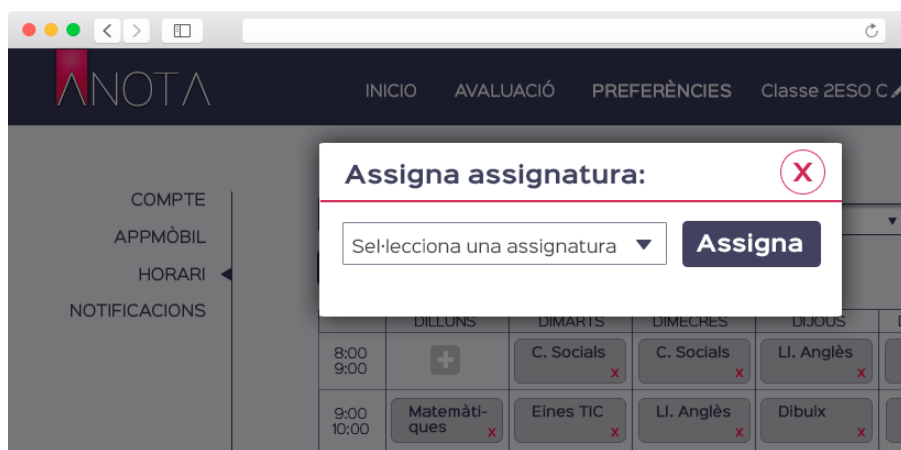 ANOTA
INICIO AVALUACIÓ PREFERÈNCIES Classe 2ESO C
COMPTE
APPMÒBIL
HORARI
NOTIFICACIONS
Assigna assignatura:
X
Sel·lecciona una assignatura
Assigna
DILLUNS DIMARTS DIMECRES DIJOUS
8:00
9:00
C. Socials x
C. Socials x
Ll. Anglès x
9:00
10:00
Matemàti-
ques x
Eines TIC x
Ll. Anglès x
Dibuix x